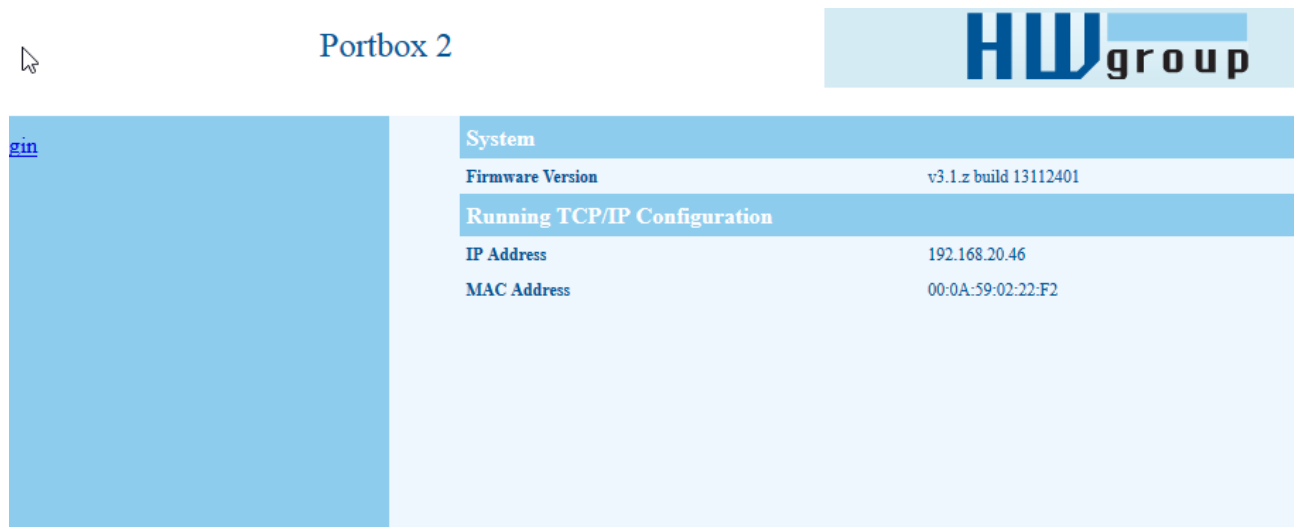 Portbox 2
HW group
gin
System
Firmware Version v3.1.z build 13112401
Running TCP/IP Configuration
IP Address 192.168.20.46
MAC Address 00:0A:59:02:22:F2